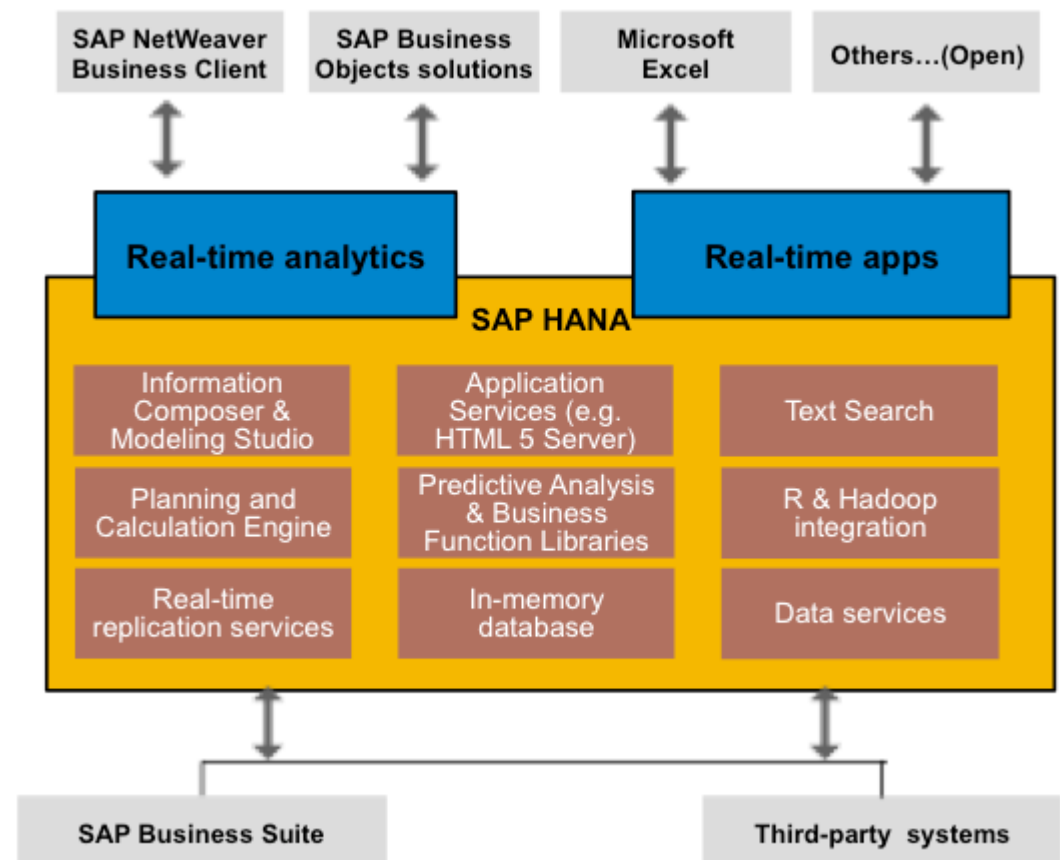 SAP NetWeaver
Business Client
SAP Business
Objects solutions
Microsoft
Excel
Others…(Open)
Real-time analytics
Real-time apps
SAP HANA
Information
Composer &
Modeling Studio
Application
Services (e.g.
HTML 5 Server)
Text Search
Planning and
Calculation Engine
Predictive Analysis
& Business
Function Libraries
R & Hadoop
integration
Real-time
replication services
In-memory
database
Data services
SAP Business Suite
Third-party systems